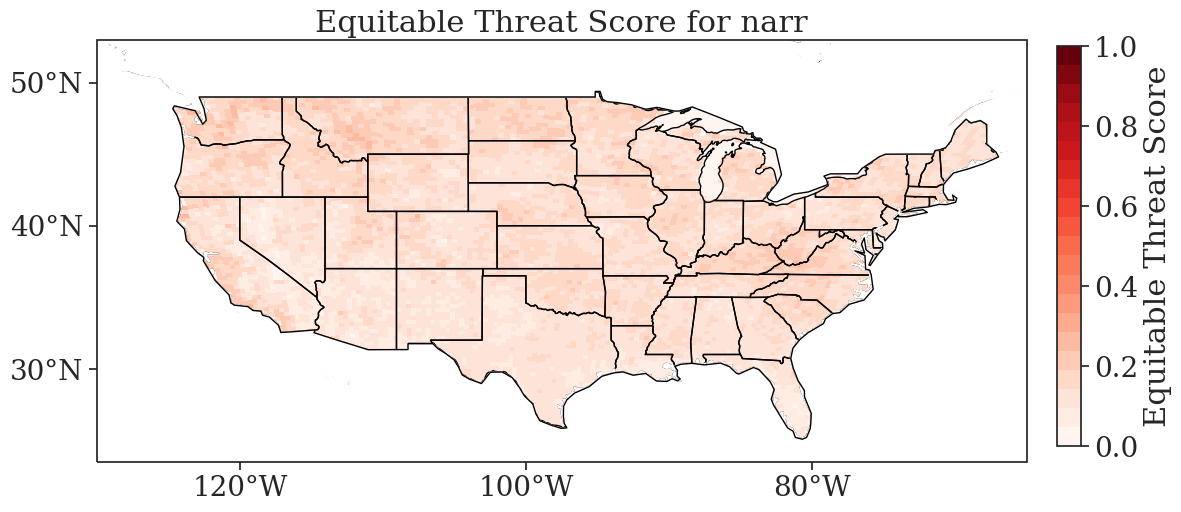 Equitable Threat Score for narr
50°N
40°N
30°N
120°W
100°W
80°W
1.0
0.8
0.6
0.4
0.2
0.0
Equitable Threat Score